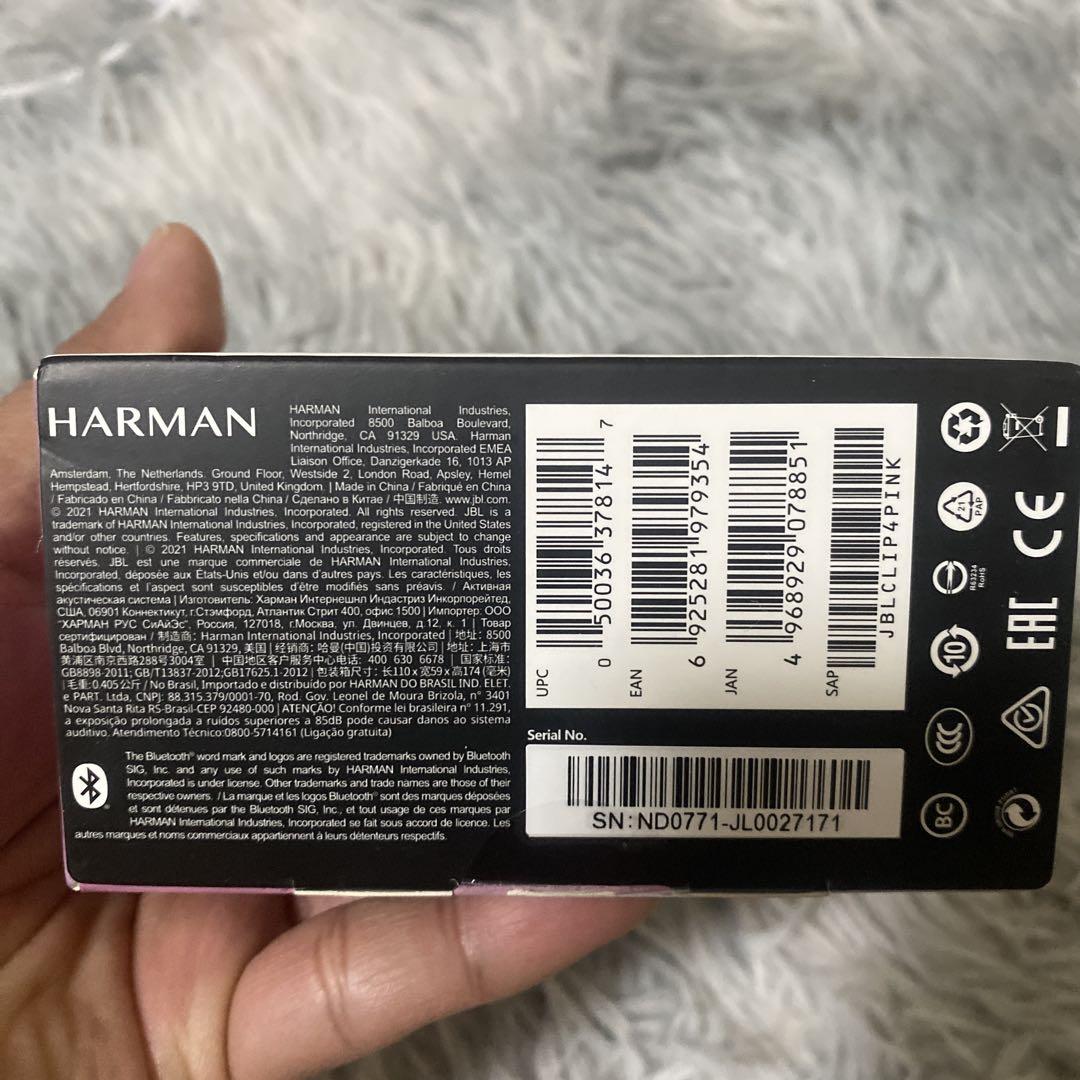 HARMAN
HARMAN International Industries,
Incorporated 8500 Balboa Boulevard,
Northridge, CA 91329 USA. Harman
International Industries, Incorporated EMEA
Liaison Office, Danzigerkade 16, 1013 AP
Amsterdam, The Netherlands. Ground Floor, Westside 2, London Road, Apsley, Hemel
Hempstead, Hertfordshire, HP3 9TD, United Kingdom. | Made in China / Fabriqué en China
/ Fabricado en China / Fabbricato nella China / Сделано в Китае / 中国制造. www.jbl.com.
© 2021 HARMAN International Industries, Incorporated. All rights reserved. JBL is a
trademark of HARMAN International Industries, Incorporated, registered in the United States
and/or other countries. Features, specifications and appearance are subject to change
without notice. | © 2021 HARMAN International Industries, Incorporated. Tous droits
réservés. JBL est une marque commerciale de HARMAN International Industries,
Incorporated, déposée aux États-Unis et/ou dans d'autres pays. Les caractéristiques, les
spécifications et l'aspect sont susceptibles d'être modifiés sans préavis. / Активная
акустическая система | Изготовитель: Харман Интернешнл Индастриз Инкорпорейтед,
США, 06901 Коннектикут, г.Стэмфорд, Атлантик Стрит 400, офис 1500 | Импортер: ООО
"ХАРМАН РУС СиАйЭс", Россия, 127018, г.Москва, ул. Двинцев, д.12, к. 1 | Товар
сертифицирован / 制造商: Harman International Industries, Incorporated | 地址: 8500
Balboa Blvd, Northridge, CA 91329, 美国 | 经销商: 哈曼(中国)投资有限公司 | 地址: 上海市
黄浦区南京西路288号3004室 | 中国地区客户服务中心电话: 400 630 6678 | 国家标准:
GB8898-2011; GB/T13837-2012;GB17625.1-2012 | 包装箱尺寸: 长110 x 宽59 x 高174 (毫米)
|毛重:0.405公斤 / No Brasil, Importado e distribuído por HARMAN DO BRASIL IND. ELET.
e PART. Ltda, CNPJ: 88.315.379/0001-70, Rod. Gov. Leonel de Moura Brizola, n° 3401
Nova Santa Rita RS-Brasil-CEP 92480-000 | ATENÇÃO! Conforme lei brasileira n° 11.291,
a exposição prolongada a ruídos superiores a 85dB pode causar danos ao sistema
auditivo. Atendimento Técnico:0800-5714161 (Ligação gratuita)
The Bluetooth® word mark and logos are registered trademarks owned by Bluetooth
SIG, Inc. and any use of such marks by HARMAN International Industries,
Incorporated is under license. Other trademarks and trade names are those of their
respective owners. / La marque et les logos Bluetooth® sont des marques déposées
et sont détenues par the Bluetooth SIG, Inc., et tout usage de ces marques par
HARMAN International Industries, Incorporated se fait sous accord de licence. Les
autres marques et noms commerciaux appartiennent à leurs détenteurs respectifs.
UPC
0 50036 37814 7
EAN
6 925281 979354
JAN
4 968929 078851
SAP
JBLCLIP4PINK
Serial No.
SN:ND0771-JL0027171
21
PAP
R63234
RoHS
10
CCC
BC
CE
EAC